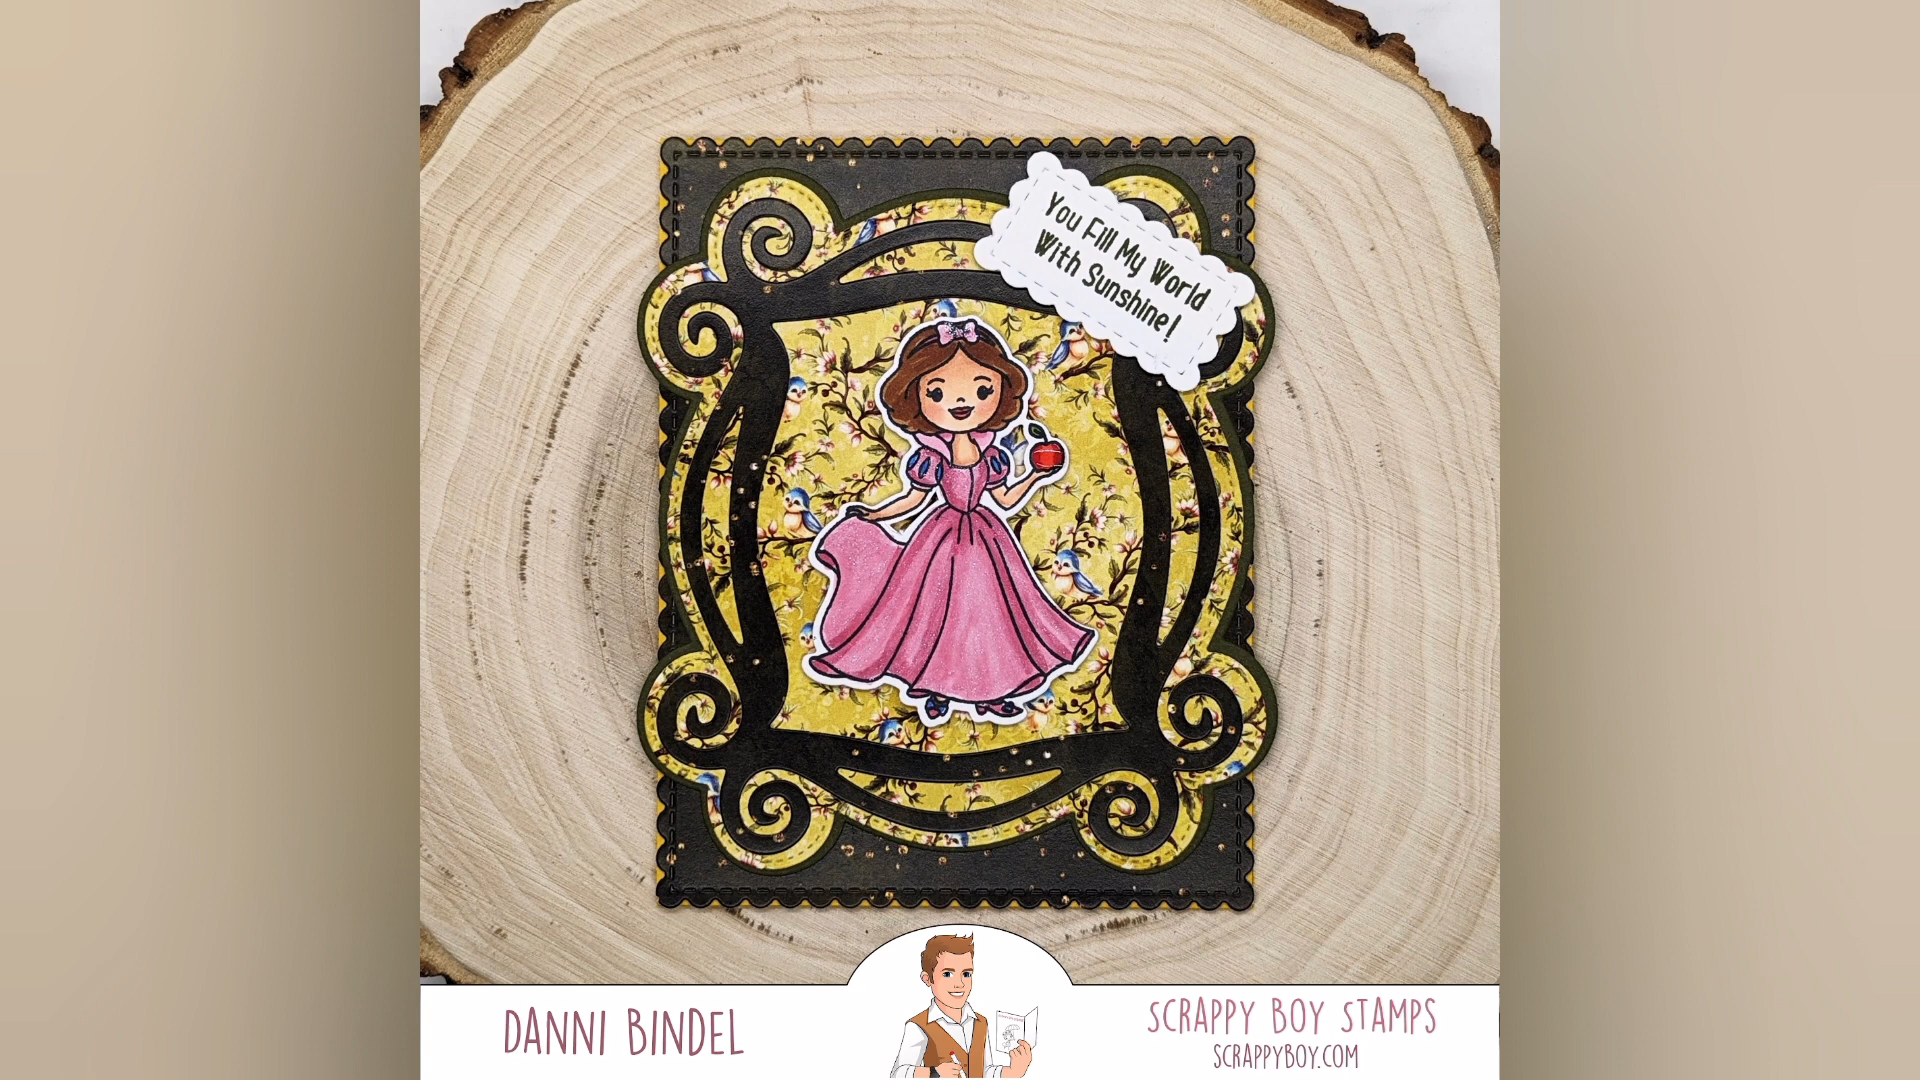 You Fill My World
With Sunshine!
DANNI BINDEL
SCRAPPY BOY STAMPS
SCRAPPYBOY.COM